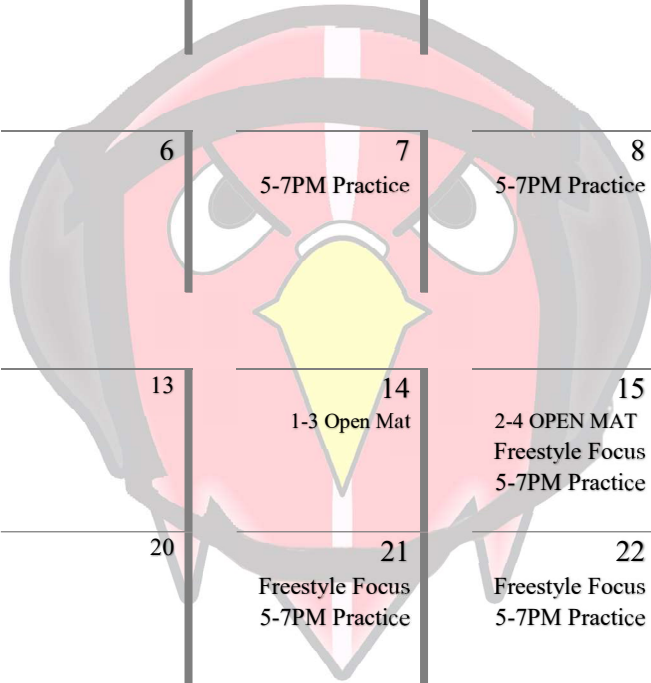 6
7
5-7PM Practice
8
5-7PM Practice
13
14
1-3 Open Mat
15
2-4 OPEN MAT
Freestyle Focus
5-7PM Practice
20
21
Freestyle Focus
5-7PM Practice
22
Freestyle Focus
5-7PM Practice